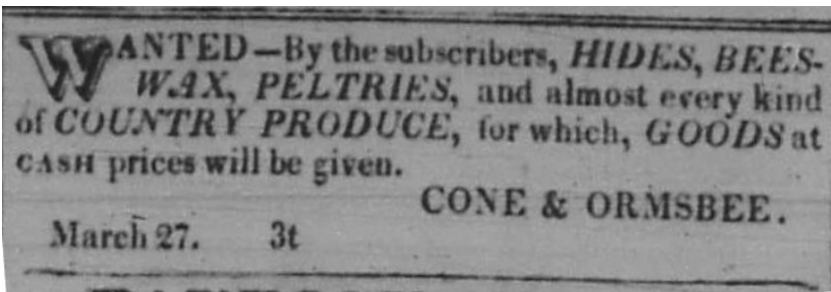 WANTED—By the subscribers, HIDES, BEES-
WAX, PELTRIES, and almost every kind
of COUNTRY PRODUCE, for which, GOODS at
CASH prices will be given.
CONE & ORMSBEE.
March 27. 3t